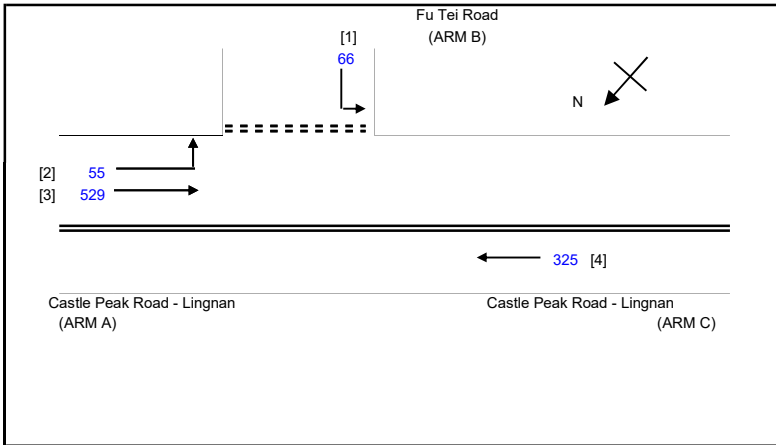 Fu Tei Road
[1] (ARM B)
66
N
[2] 55
[3] 529
325 [4]
Castle Peak Road - Lingnan Castle Peak Road - Lingnan
(ARM A) (ARM C)